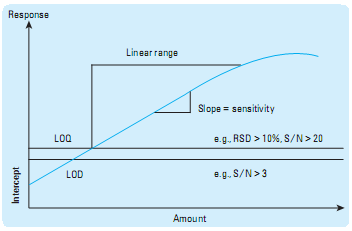 Response
Linear range
Slope = sensitivity
LOQ
e.g., RSD > 10%, S/N > 20
LOD
e.g., S/N > 3
Intercept
Amount